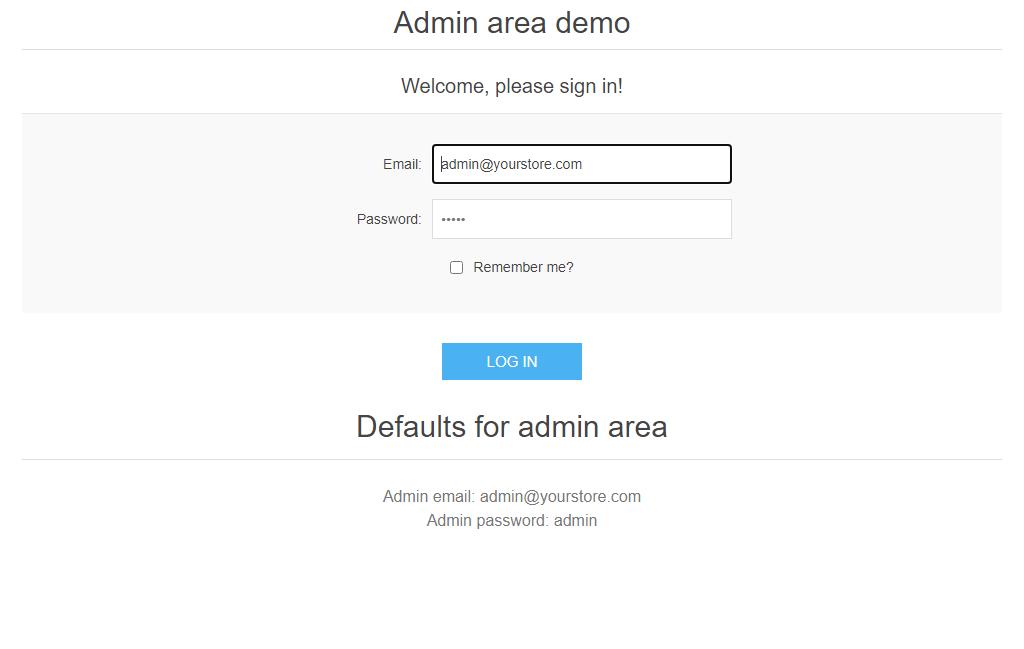 Admin area demo
Welcome, please sign in!
Email: admin@yourstore.com
Password: •••••
Remember me?
LOG IN
Defaults for admin area
Admin email: admin@yourstore.com
Admin password: admin